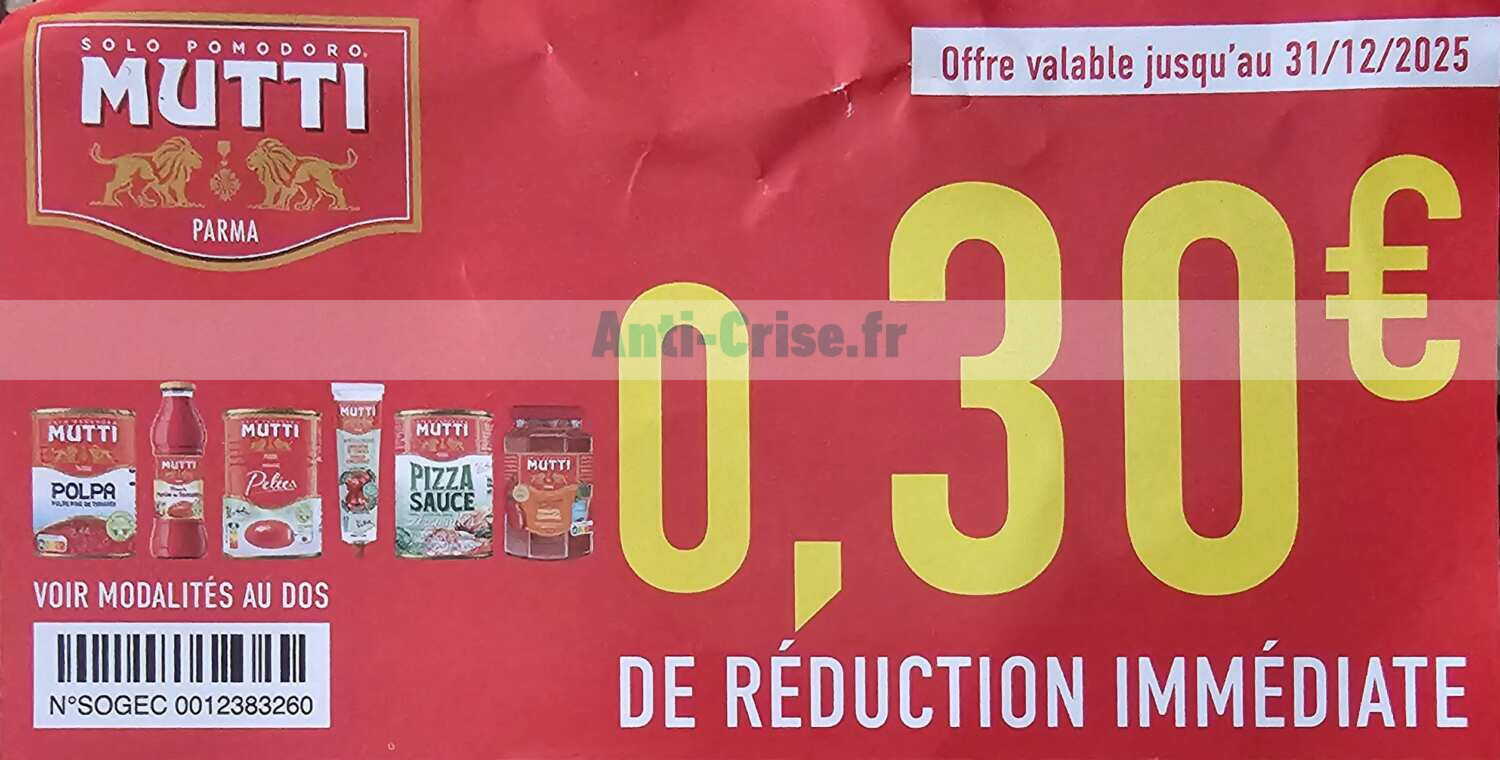 SOLO POMODORO
MUTTI
PARMA
Offre valable jusqu'au 31/12/2025
0,30€
Anti-Crise.fr
MUTTI
POLPA
MUTTI
MUTTI
Pelées
MUTTI
MUTTI
PIZZA
SAUCE
MUTTI
VOIR MODALITÉS AU DOS
N°SOGEC 0012383260
DE RÉDUCTION IMMÉDIATE